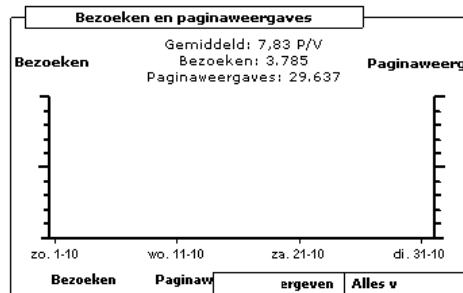 Bezoeken en paginaweergaves
Gemiddeld: 7,83 P/V
Bezoeken: 3.785
Paginaweergaves: 29.637
Bezoeken Paginaweerg
zo. 1-10 wo. 11-10 za. 21-10 di. 31-10
Bezoeken Paginaw ergeven Alles v